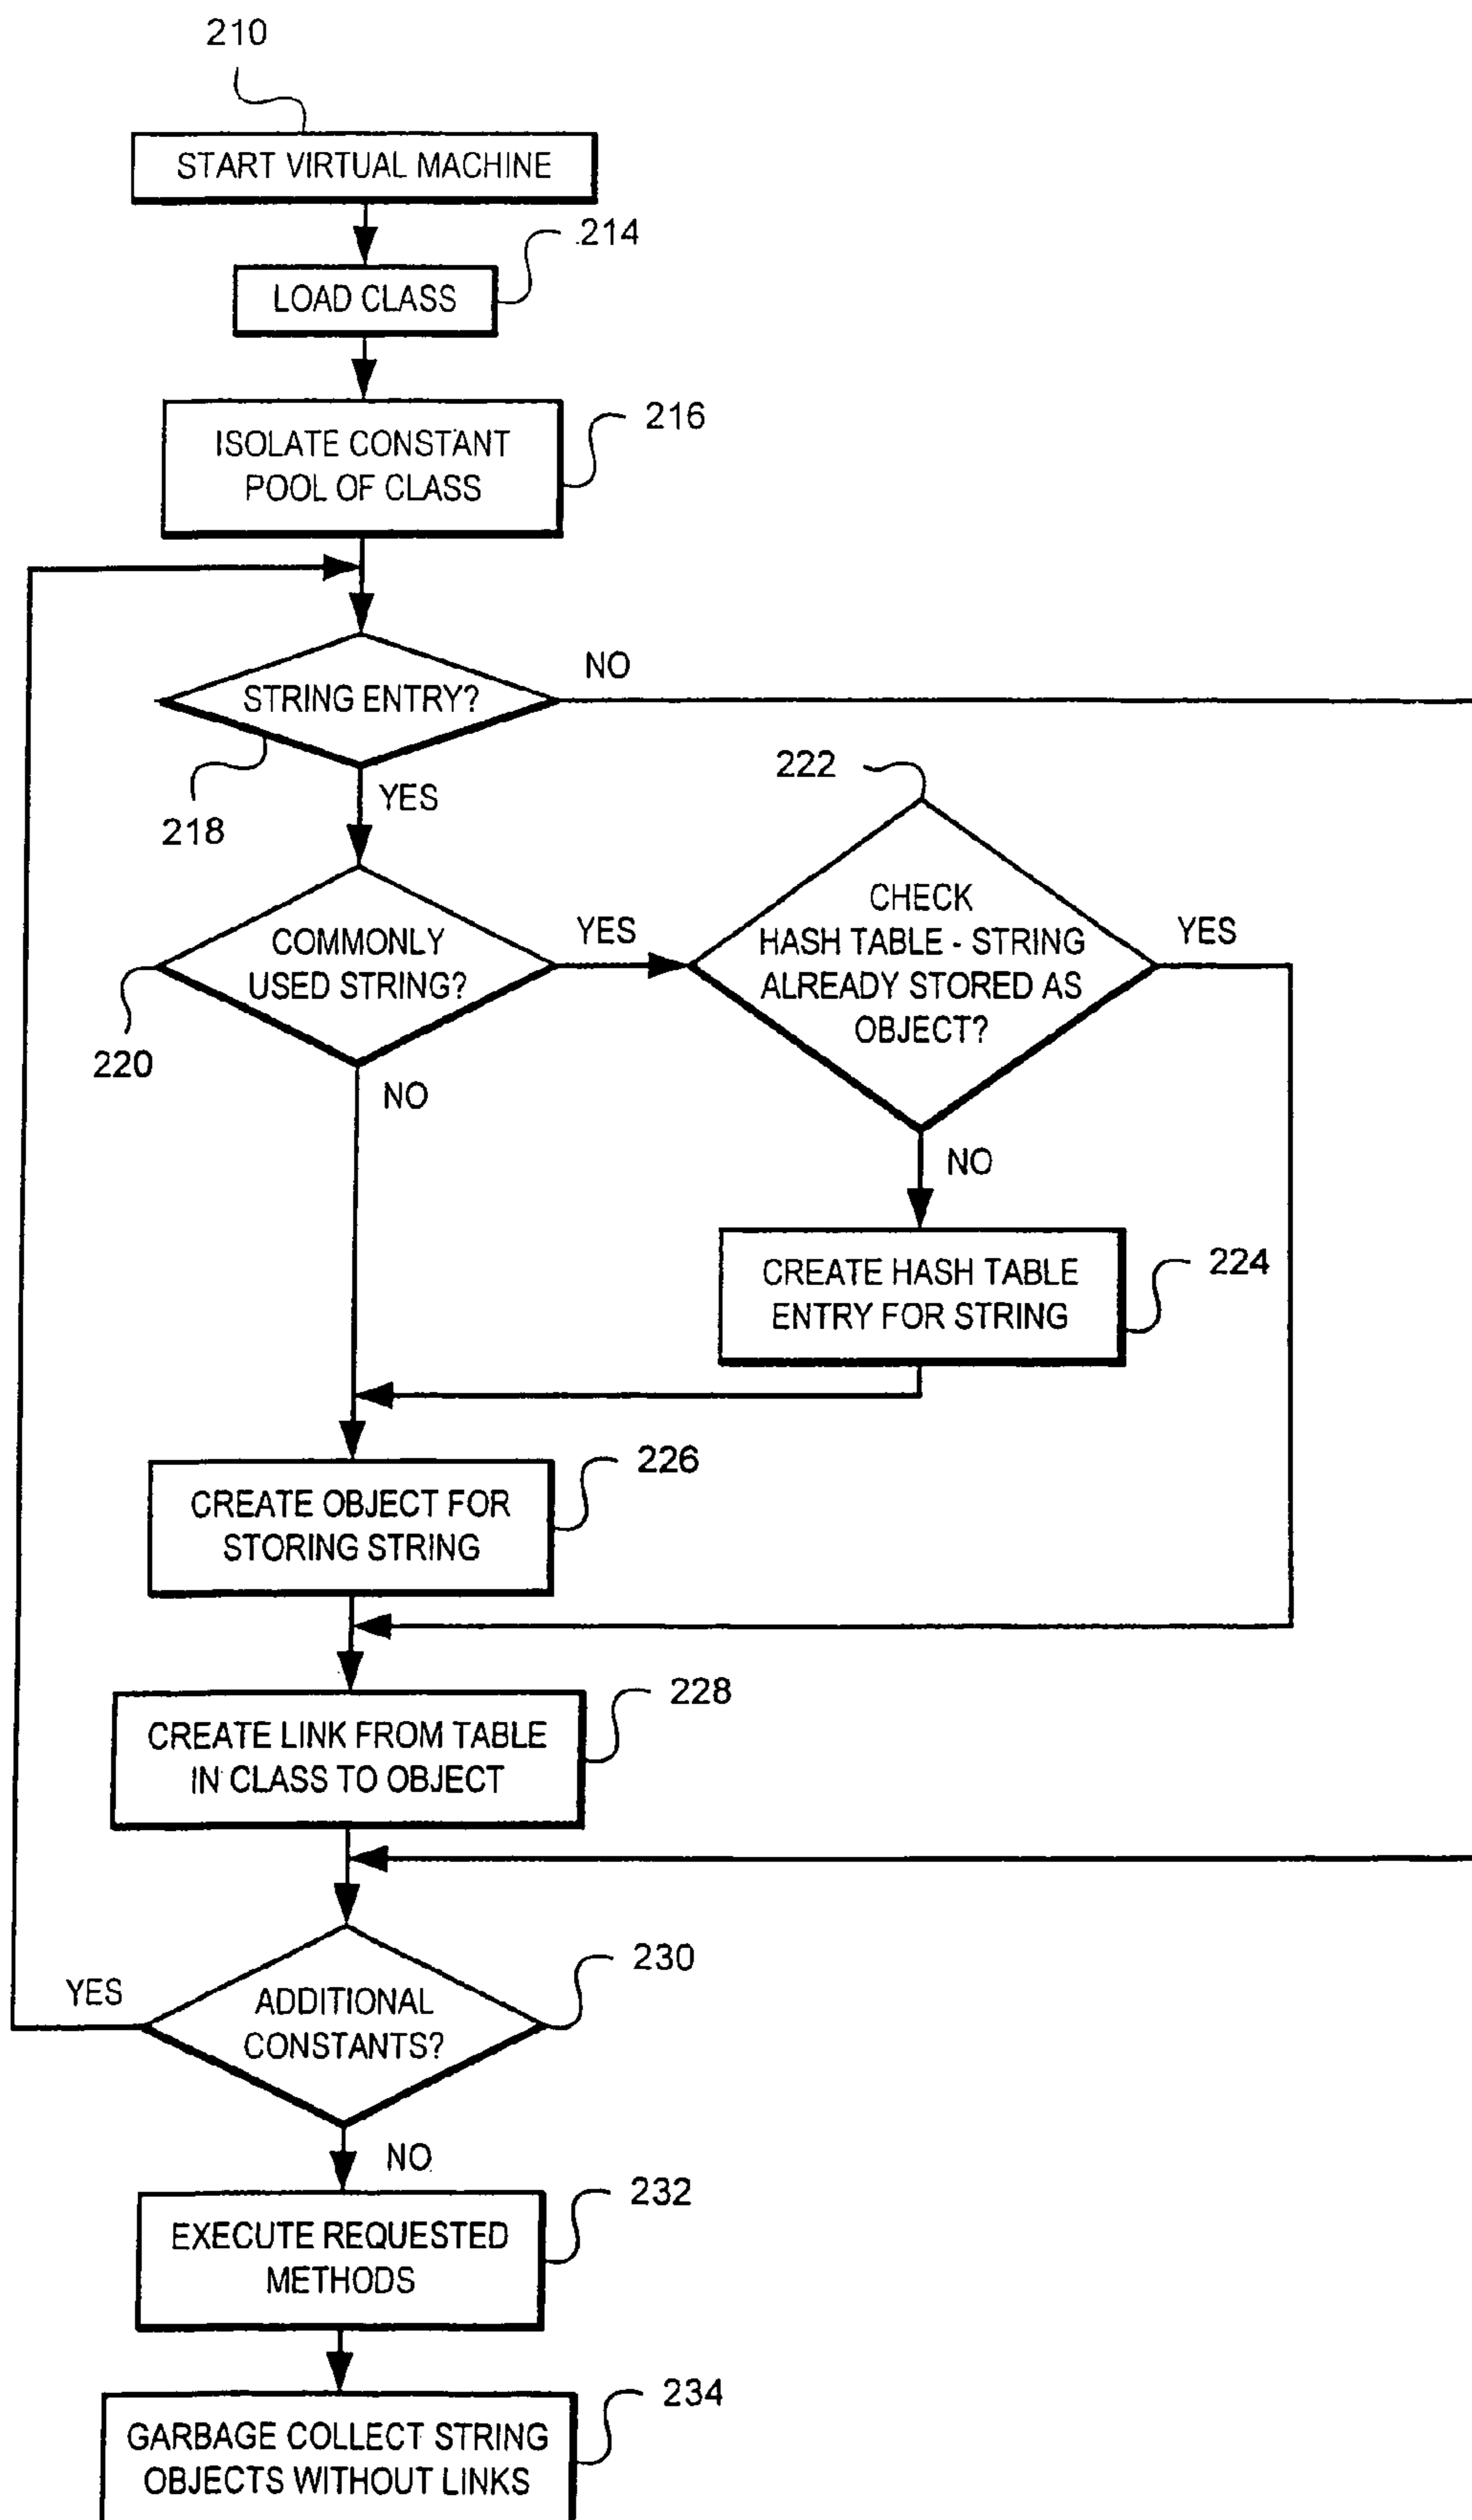 210
START VIRTUAL MACHINE
214
LOAD CLASS
216
ISOLATE CONSTANT
POOL OF CLASS
NO
STRING ENTRY?
218
YES
222
COMMONLY
USED STRING?
YES
220
NO
CHECK
HASH TABLE - STRING
ALREADY STORED AS
OBJECT?
YES
NO
CREATE HASH TABLE
ENTRY FOR STRING
224
226
CREATE OBJECT FOR
STORING STRING
228
CREATE LINK FROM TABLE
IN CLASS TO OBJECT
230
YES
ADDITIONAL
CONSTANTS?
NO
232
EXECUTE REQUESTED
METHODS
234
GARBAGE COLLECT STRING
OBJECTS WITHOUT LINKS